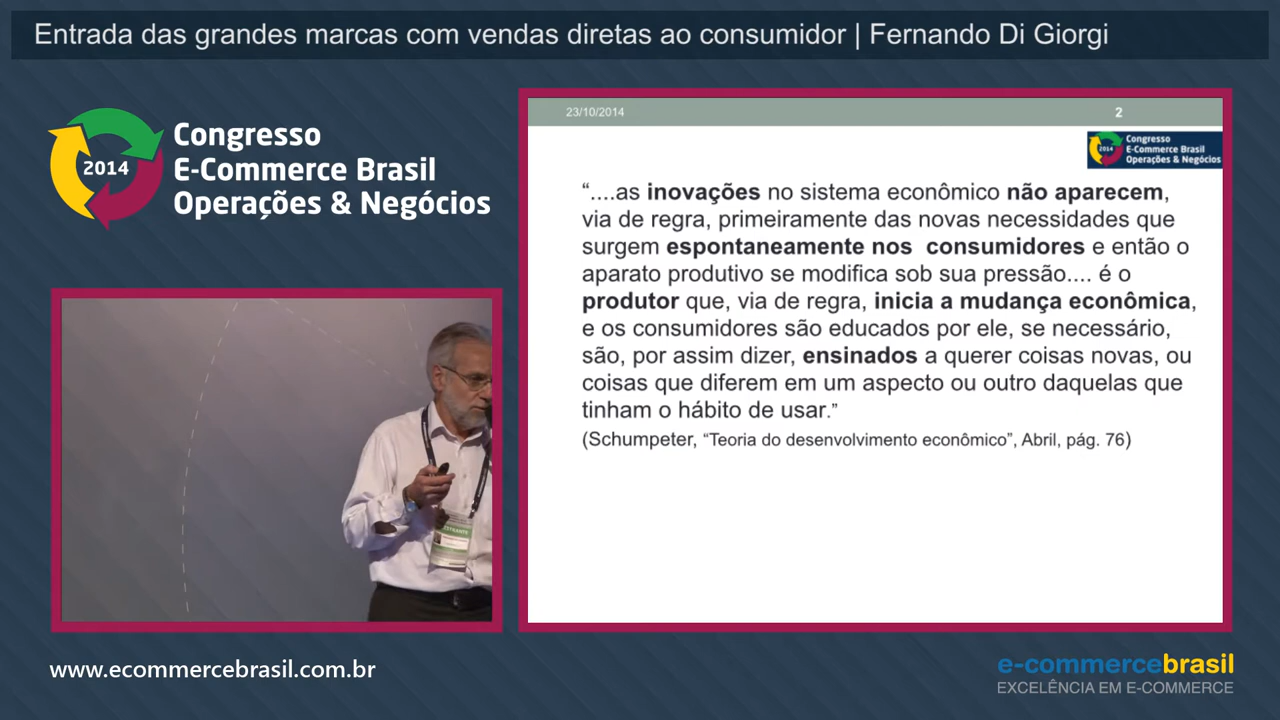 Entrada das grandes marcas com vendas diretas ao consumidor | Fernando Di Giorgi
2014
Congresso
E-Commerce Brasil
Operações & Negócios
23/10/2014
2
2014
Congresso
E-Commerce Brasil
Operações & Negócios
“....as inovações no sistema econômico não aparecem,
via de regra, primeiramente das novas necessidades que
surgem espontaneamente nos consumidores e então o
aparato produtivo se modifica sob sua pressão.... é o
produtor que, via de regra, inicia a mudança econômica,
e os consumidores são educados por ele, se necessário,
são, por assim dizer, ensinados a querer coisas novas, ou
coisas que diferem em um aspecto ou outro daquelas que
tinham o hábito de usar.”
(Schumpeter, “Teoria do desenvolvimento econômico”, Abril, pág. 76)
www.ecommercebrasil.com.br
e-commercebrasil
EXCELÊNCIA EM E-COMMERCE